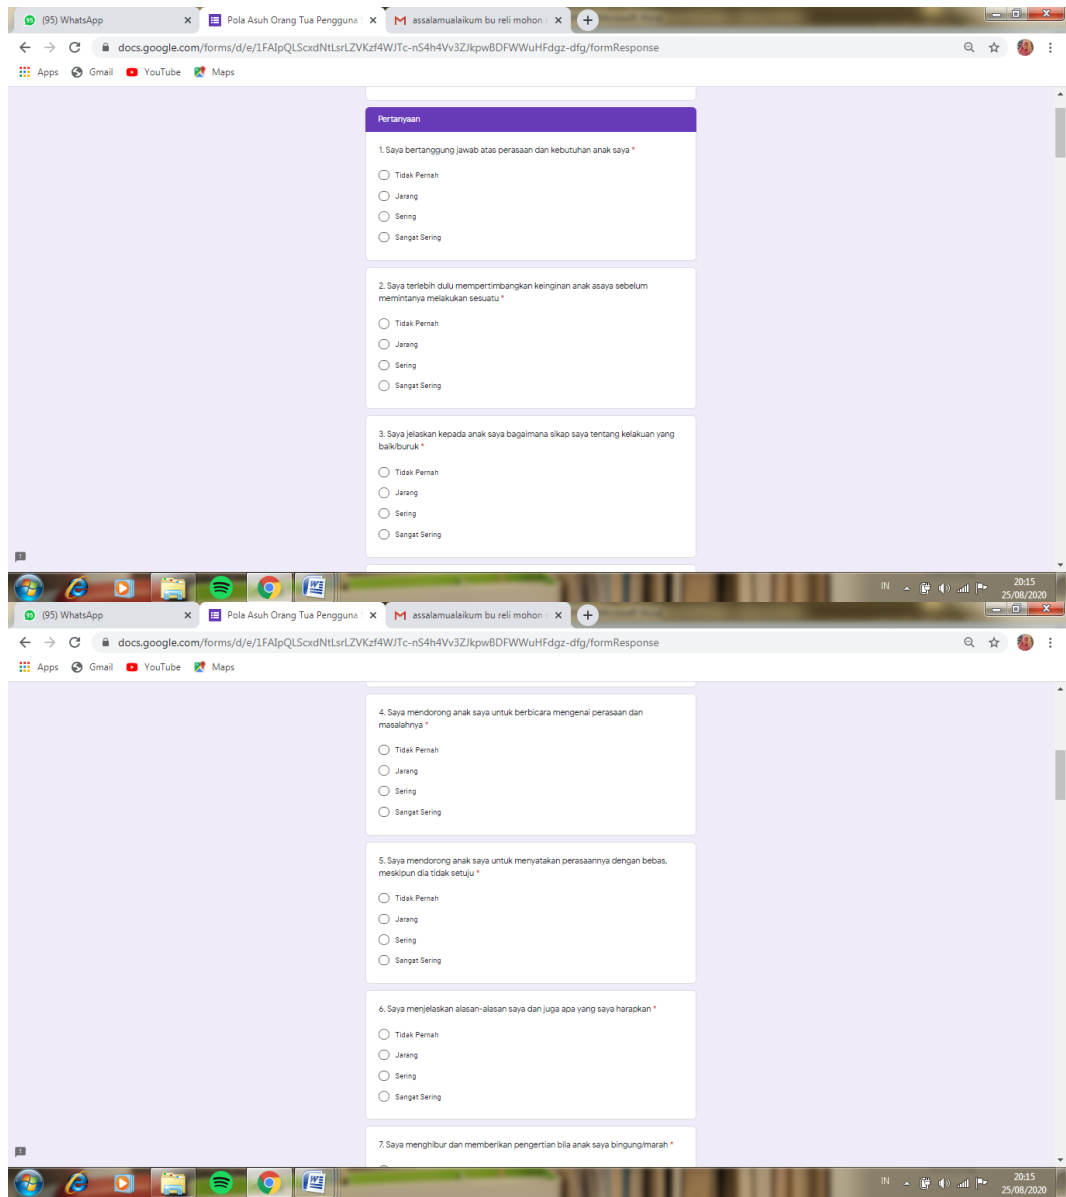 (95) WhatsApp
Pola Asuh Orang Tua Pengguna
assalamualaikum bu reli mohon
docs.google.com/forms/d/e/1FAIpQLScxdNtLsrLZVKzf4WJTc-nS4h4Vv3ZJkpwBDFWWuHFdgz-dfg/formResponse
Apps Gmail YouTube Maps
Pertanyaan
1. Saya bertanggung jawab atas perasaan dan kebutuhan anak saya *
Tidak Pernah
Jarang
Sering
Sangat Sering
2. Saya terlebih dulu mempertimbangkan keinginan anak asaya sebelum
memintanya melakukan sesuatu *
Tidak Pernah
Jarang
Sering
Sangat Sering
3. Saya jelaskan kepada anak saya bagaimana sikap saya tentang kelakuan yang
baik/buruk *
Tidak Pernah
Jarang
Sering
Sangat Sering
IN
20:15
25/08/2020
(95) WhatsApp
Pola Asuh Orang Tua Pengguna
assalamualaikum bu reli mohon
docs.google.com/forms/d/e/1FAIpQLScxdNtLsrLZVKzf4WJTc-nS4h4Vv3ZJkpwBDFWWuHFdgz-dfg/formResponse
Apps Gmail YouTube Maps
4. Saya mendorong anak saya untuk berbicara mengenai perasaan dan
masalahnya *
Tidak Pernah
Jarang
Sering
Sangat Sering
5. Saya mendorong anak saya untuk menyatakan perasaannya dengan bebas,
meskipun dia tidak setuju *
Tidak Pernah
Jarang
Sering
Sangat Sering
6. Saya menjelaskan alasan-alasan saya dan juga apa yang saya harapkan *
Tidak Pernah
Jarang
Sering
Sangat Sering
7. Saya menghibur dan memberikan pengertian bila anak saya bingung/marah *
IN
20:15
25/08/2020